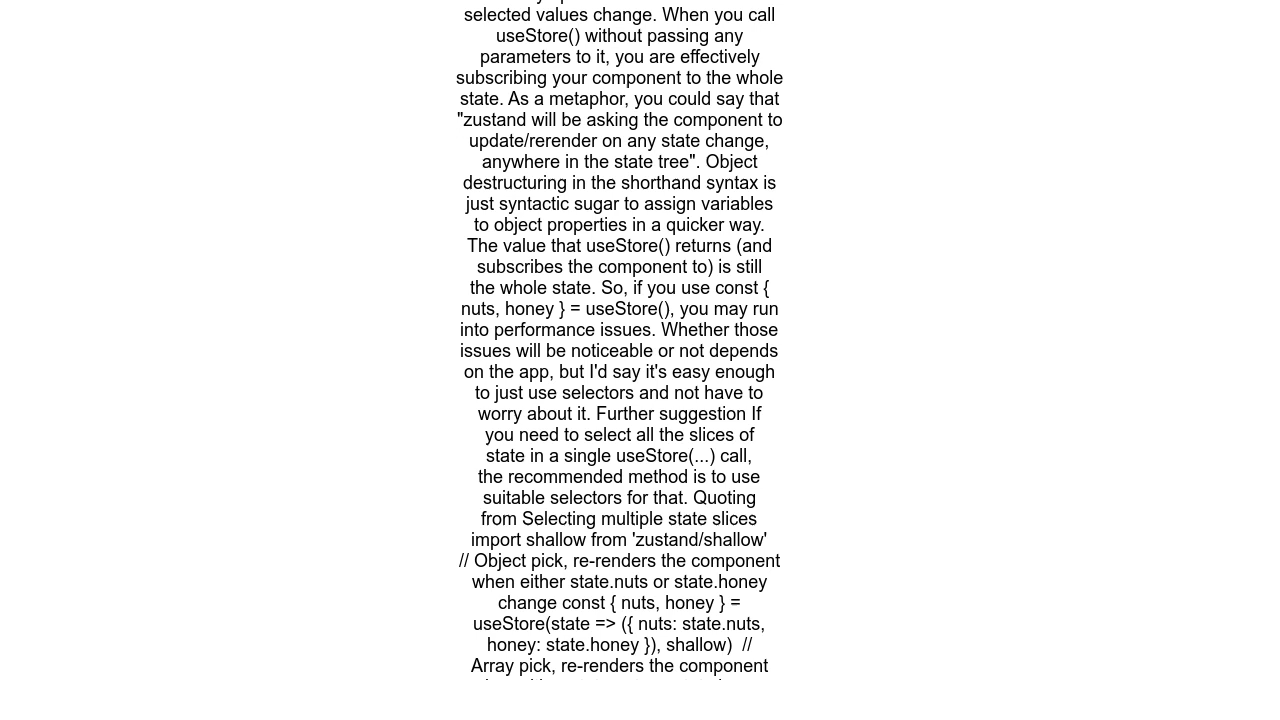 selected values change. When you call
useStore() without passing any
parameters to it, you are effectively
subscribing your component to the whole
state. As a metaphor, you could say that
"zustand will be asking the component to
update/rerender on any state change,
anywhere in the state tree". Object
destructuring in the shorthand syntax is
just syntactic sugar to assign variables
to object properties in a quicker way.
The value that useStore() returns (and
subscribes the component to) is still
the whole state. So, if you use const {
nuts, honey } = useStore(), you may run
into performance issues. Whether those
issues will be noticeable or not depends
on the app, but I'd say it's easy enough
to just use selectors and not have to
worry about it. Further suggestion If
you need to select all the slices of
state in a single useStore(...) call,
the recommended method is to use
suitable selectors for that. Quoting
from Selecting multiple state slices
import shallow from 'zustand/shallow'
// Object pick, re-renders the component
when either state.nuts or state.honey
change const { nuts, honey } =
useStore(state => ({ nuts: state.nuts,
honey: state.honey }), shallow)  //
Array pick, re-renders the component